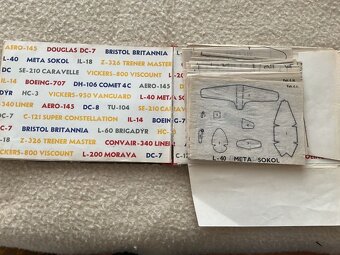 AERO-145 DOUGLAS DC-7 BRISTOL BRITANNIA
L-40 META SOKOL IL-18 Z-326 TRENER MASTER
DC SE-210 CARAVELLE VICKERS-800 VISCOUNT
IL-14 BOEING-707 DH-106 COMET 4C AERO-145
DYR HC-3 VICKERS-950 VANGUARD
LINER AERO-145 DC-8 TU-104 SE-210 CARAVELLE
C-121 SUPER CONSTELLATION IL-14 BOEING-7
BRISTOL BRITANNIA L-60 BRIGADYR HC-3
Z-326 TRENER MASTER CONVAIR-340 LINER
VICKERS-800 VISCOUNT L-200 MORAVA DC-7
L-40 META SOKOL